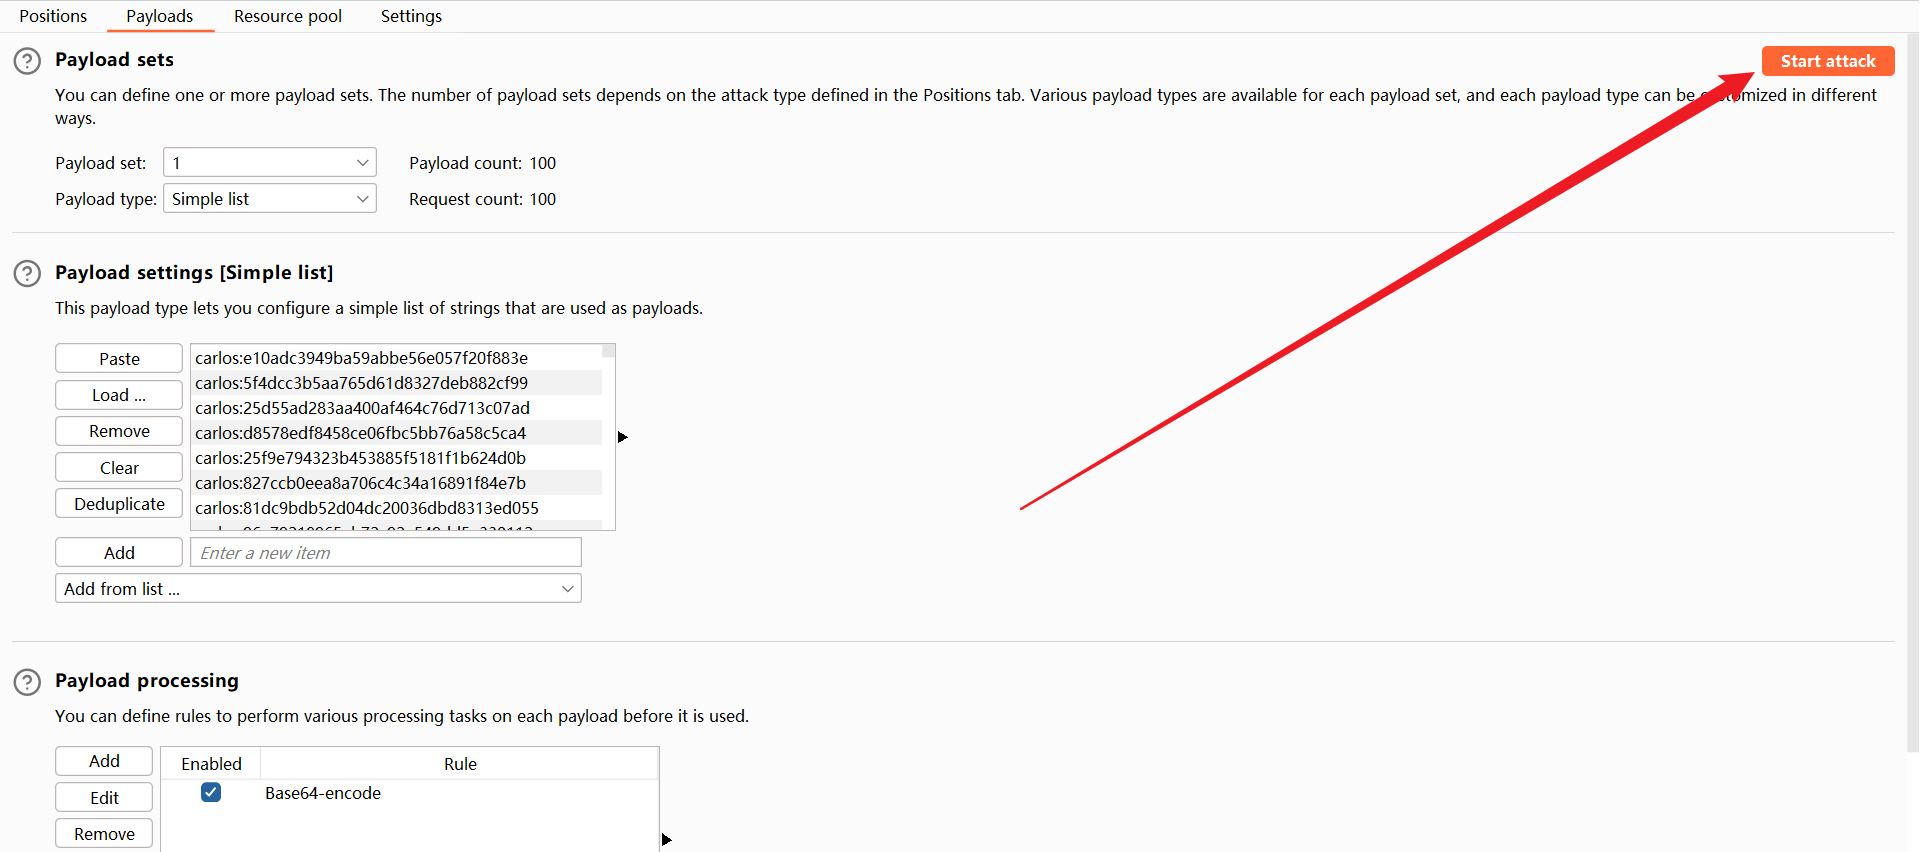 Positions Payloads Resource pool Settings
Payload sets
Start attack
You can define one or more payload sets. The number of payload sets depends on the attack type defined in the Positions tab. Various payload types are available for each payload set, and each payload type can be customized in different
ways.
Payload set: 1 Payload count: 100
Payload type: Simple list Request count: 100
Payload settings [Simple list]
This payload type lets you configure a simple list of strings that are used as payloads.
Paste
Load ...
Remove
Clear
Deduplicate
carlos:e10adc3949ba59abbe56e057f20f883e
carlos:5f4dcc3b5aa765d61d8327deb882cf99
carlos:25d55ad283aa400af464c76d713c07ad
carlos:d8578edf8458ce06fbc5bb76a58c5ca4
carlos:25f9e794323b453885f5181f1b624d0b
carlos:827ccb0eea8a706c4c34a16891f84e7b
carlos:81dc9bdb52d04dc20036dbd8313ed055
Add Enter a new item
Add from list ...
Payload processing
You can define rules to perform various processing tasks on each payload before it is used.
Add
Edit
Remove
Enabled Rule
Base64-encode